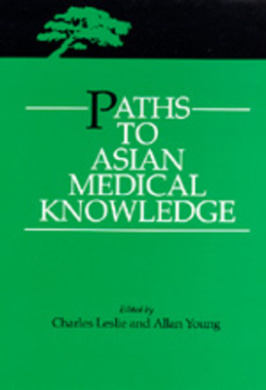 PATHS
TO
ASIAN
MEDICAL
KNOWLEDGE
Edited by
Charles Leslie and Allan Young